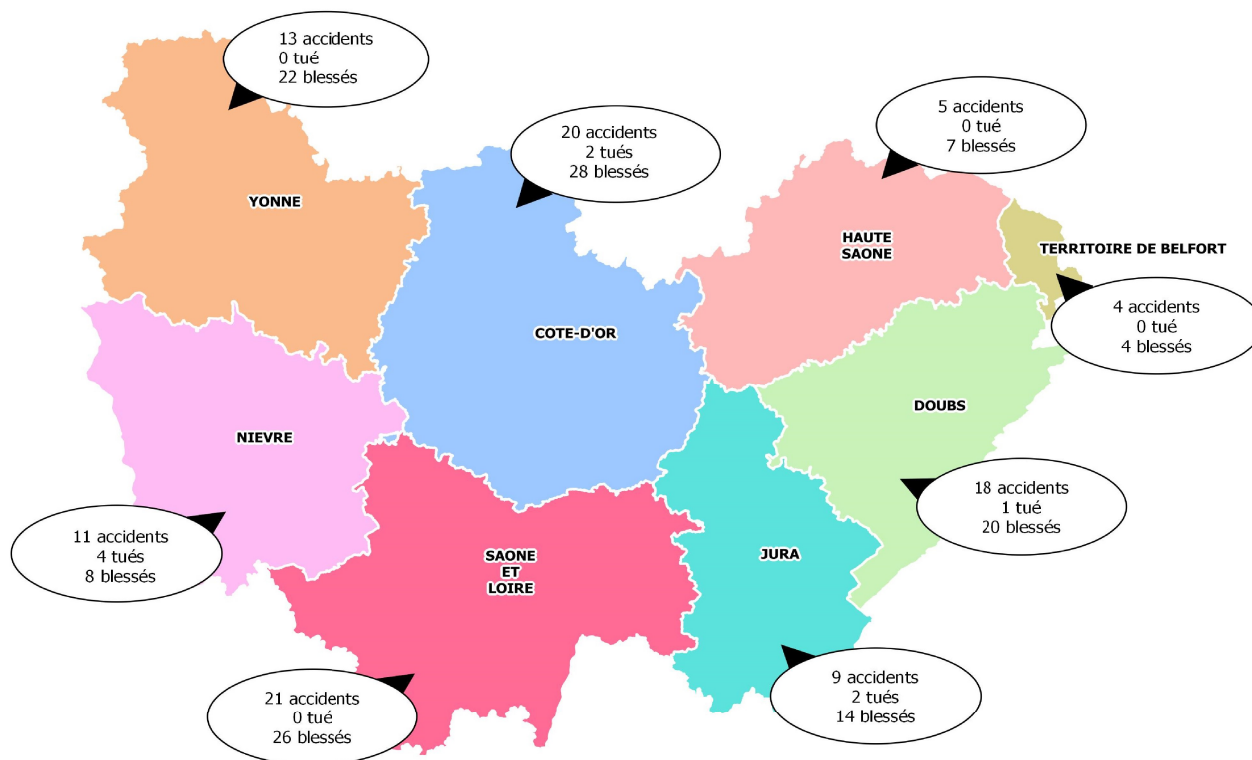 13 accidents
0 tué
22 blessés
5 accidents
0 tué
7 blessés
20 accidents
2 tués
28 blessés
YONNE
HAUTE
SAONE
TERRITOIRE DE BELFORT
4 accidents
0 tué
4 blessés
COTE-D'OR
DOUBS
NIEVRE
18 accidents
1 tué
20 blessés
11 accidents
4 tués
8 blessés
SAONE
ET
LOIRE
JURA
21 accidents
0 tué
26 blessés
9 accidents
2 tués
14 blessés